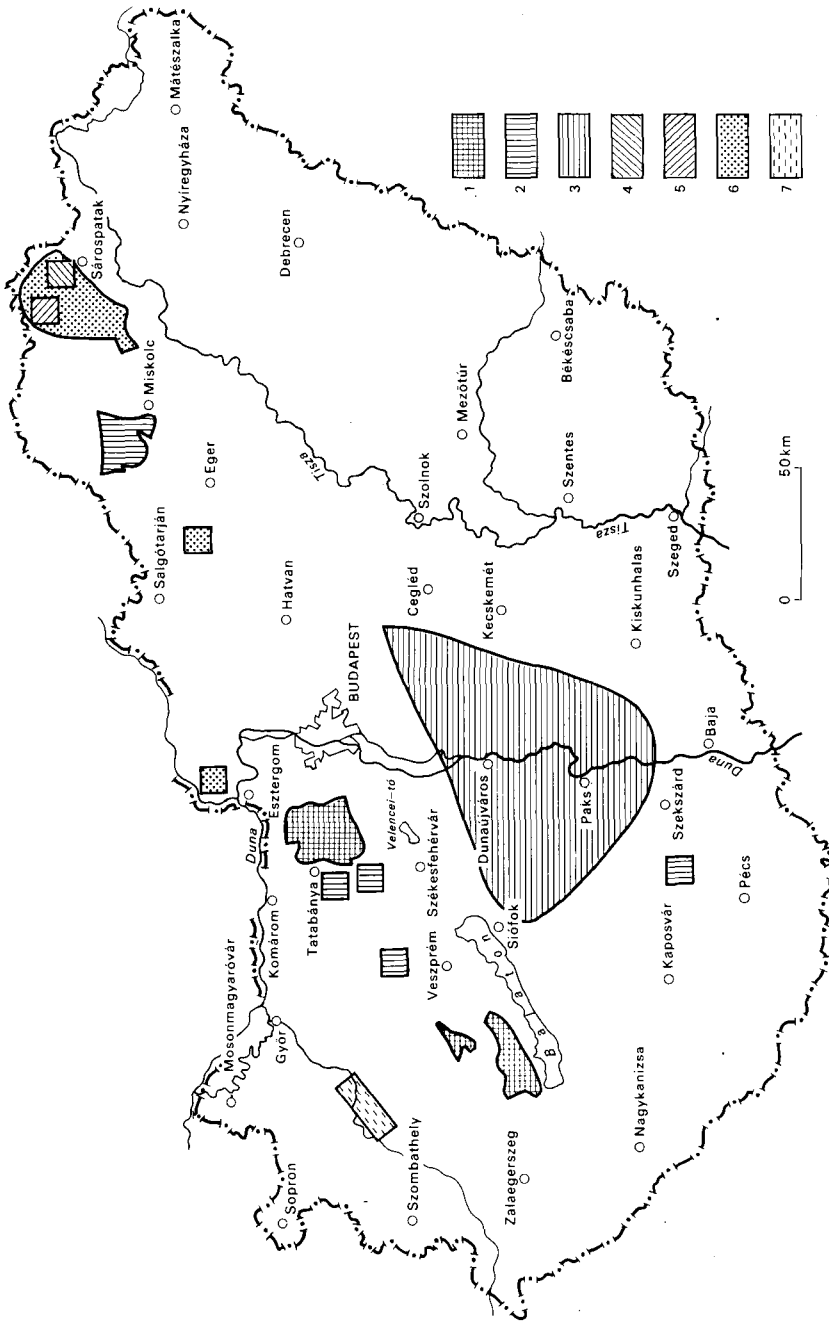 Sopron
Mosonmagyaróvár
Győr
Komárom
Duna
Esztergom
Tatabánya
BUDAPEST
Velencei-tó
Székesfehérvár
Veszprém
Siófok
Balaton
Szombathely
Zalaegerszeg
Nagykanizsa
Kaposvár
Pécs
Szekszárd
Paks
Dunaújváros
Baja
Duna
Salgótarján
Hatvan
Eger
Miskolc
Sárospatak
Nyíregyháza
Mátészalka
Debrecen
Tisza
Szolnok
Cegléd
Kecskemét
Mezőtúr
Szentes
Békéscsaba
Kiskunhalas
Tisza
Szeged
0 50km
1
2
3
4
5
6
7